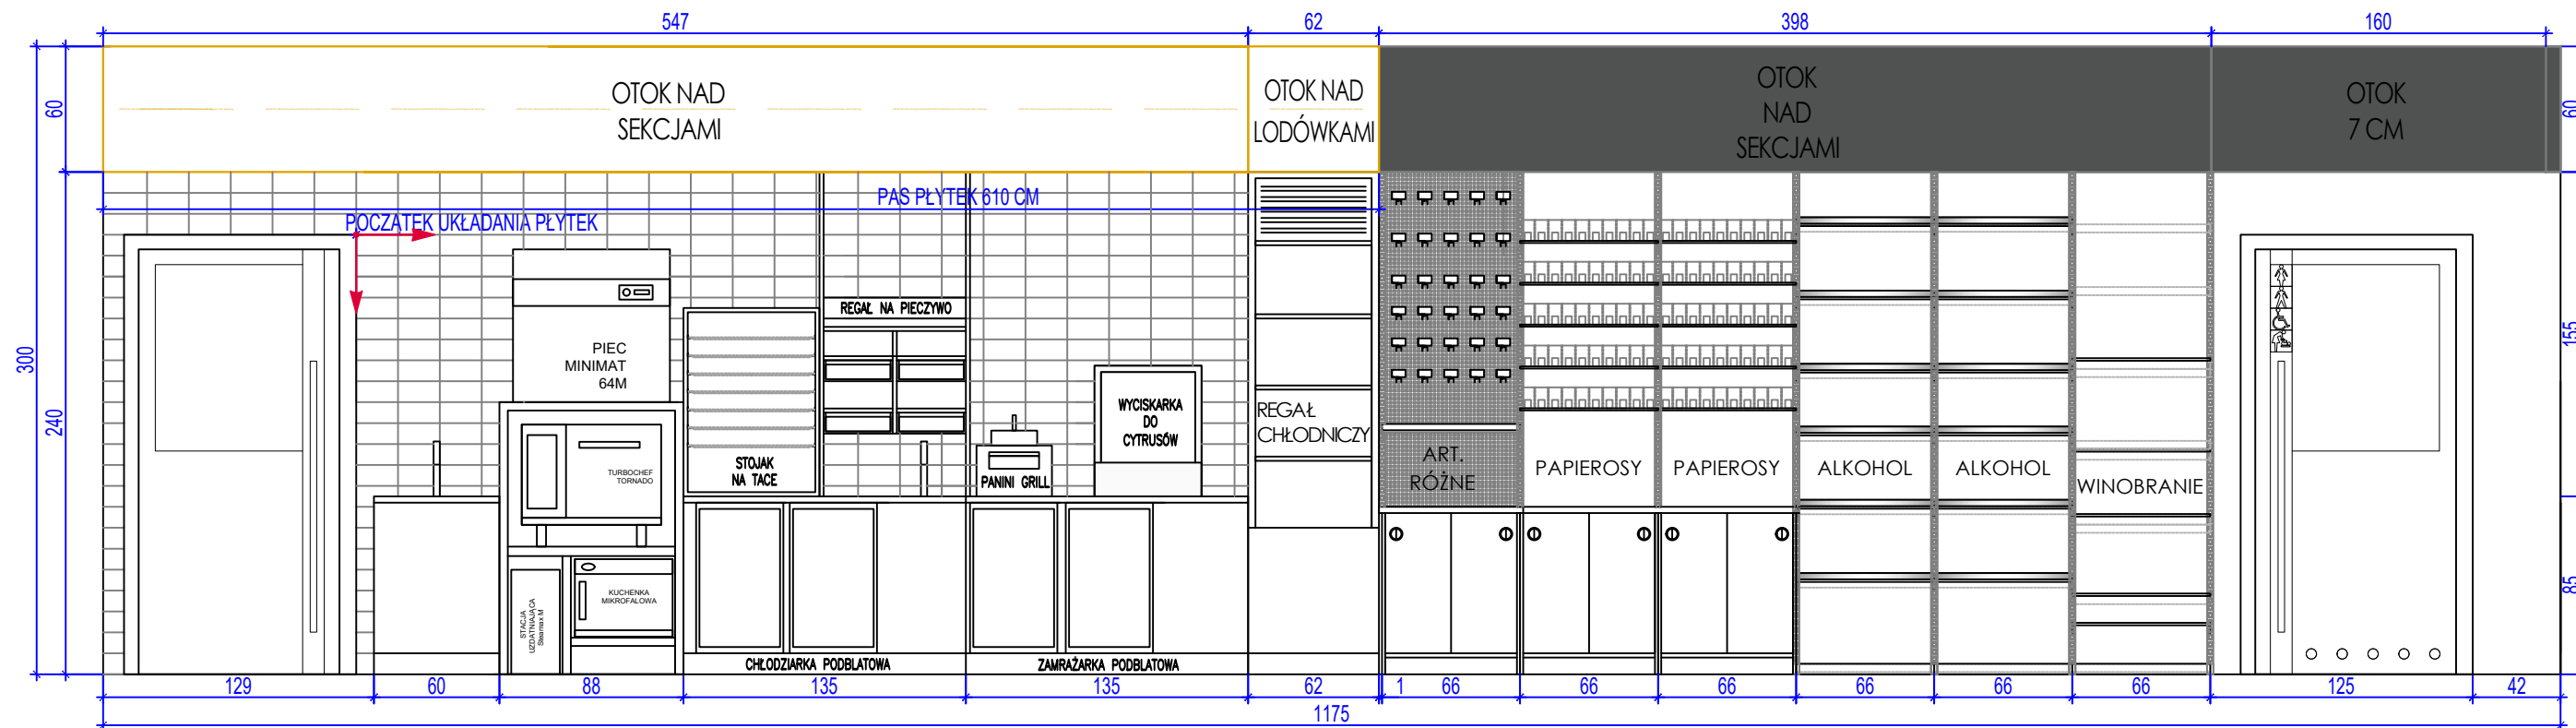 547
62
398
160
OTOK NAD
SEKCJAMI
OTOK NAD
LODÓWKAMI
OTOK
NAD
SEKCJAMI
OTOK
7 CM
60
60
PAS PŁYTEK 610 CM
POCZĄTEK UKŁADANIA PŁYTEK
300
240
155
85
PIEC
MINIMAT
64M
REGAŁ NA PIECZYWO
TURBOCHEF
TORNADO
STOJAK
NA TACE
WYCISKARKA
DO
CYTRUSÓW
PANINI GRILL
REGAŁ
CHŁODNICZY
ART.
RÓŻNE
PAPIEROSY
PAPIEROSY
ALKOHOL
ALKOHOL
WINOBRANIE
STACJA
UZDATNIAJĄCA
Steamax M
KUCHENKA
MIKROFALOWA
CHŁODZIARKA PODBLATOWA
ZAMRAŻARKA PODBLATOWA
129
60
88
135
135
62
1
66
66
66
66
66
66
125
42
1175